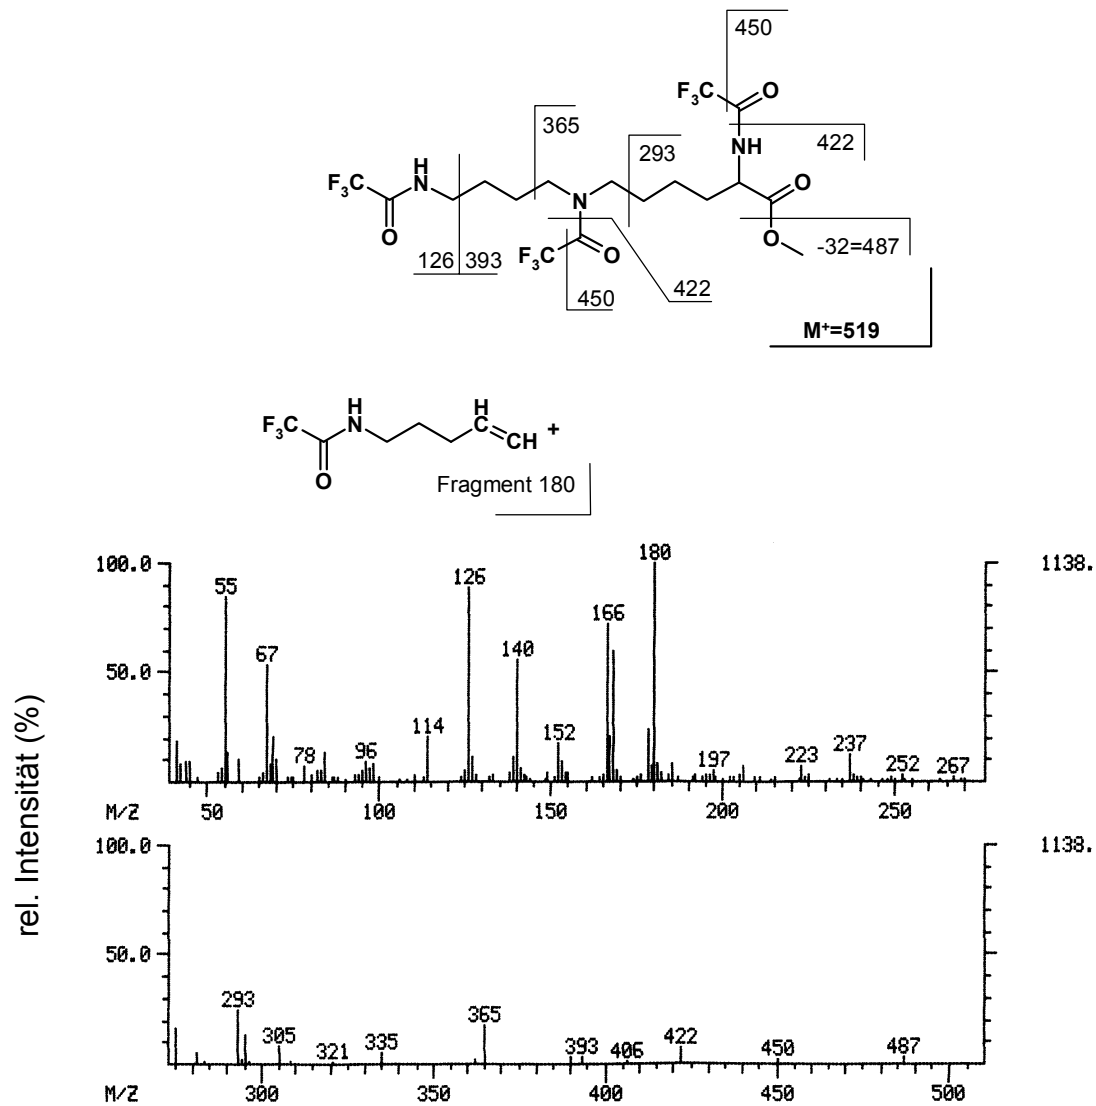 450
F₃C O
365
NH 422
293
H
F₃C N
O
N O
O
126 393
F₃C O
O -32=487
450
422
M⁺=519
H
F₃C N H
CH +
O
Fragment 180
rel. Intensität (%)
100.0 180 1138.
55 126
166
67 140
50.0
114 152
78 96 197 223 237 252 267
M/Z 50 100 150 200 250
100.0 1138.
50.0
293
305 321 335 365 393 406 422 450 487
M/Z 300 350 400 450 500